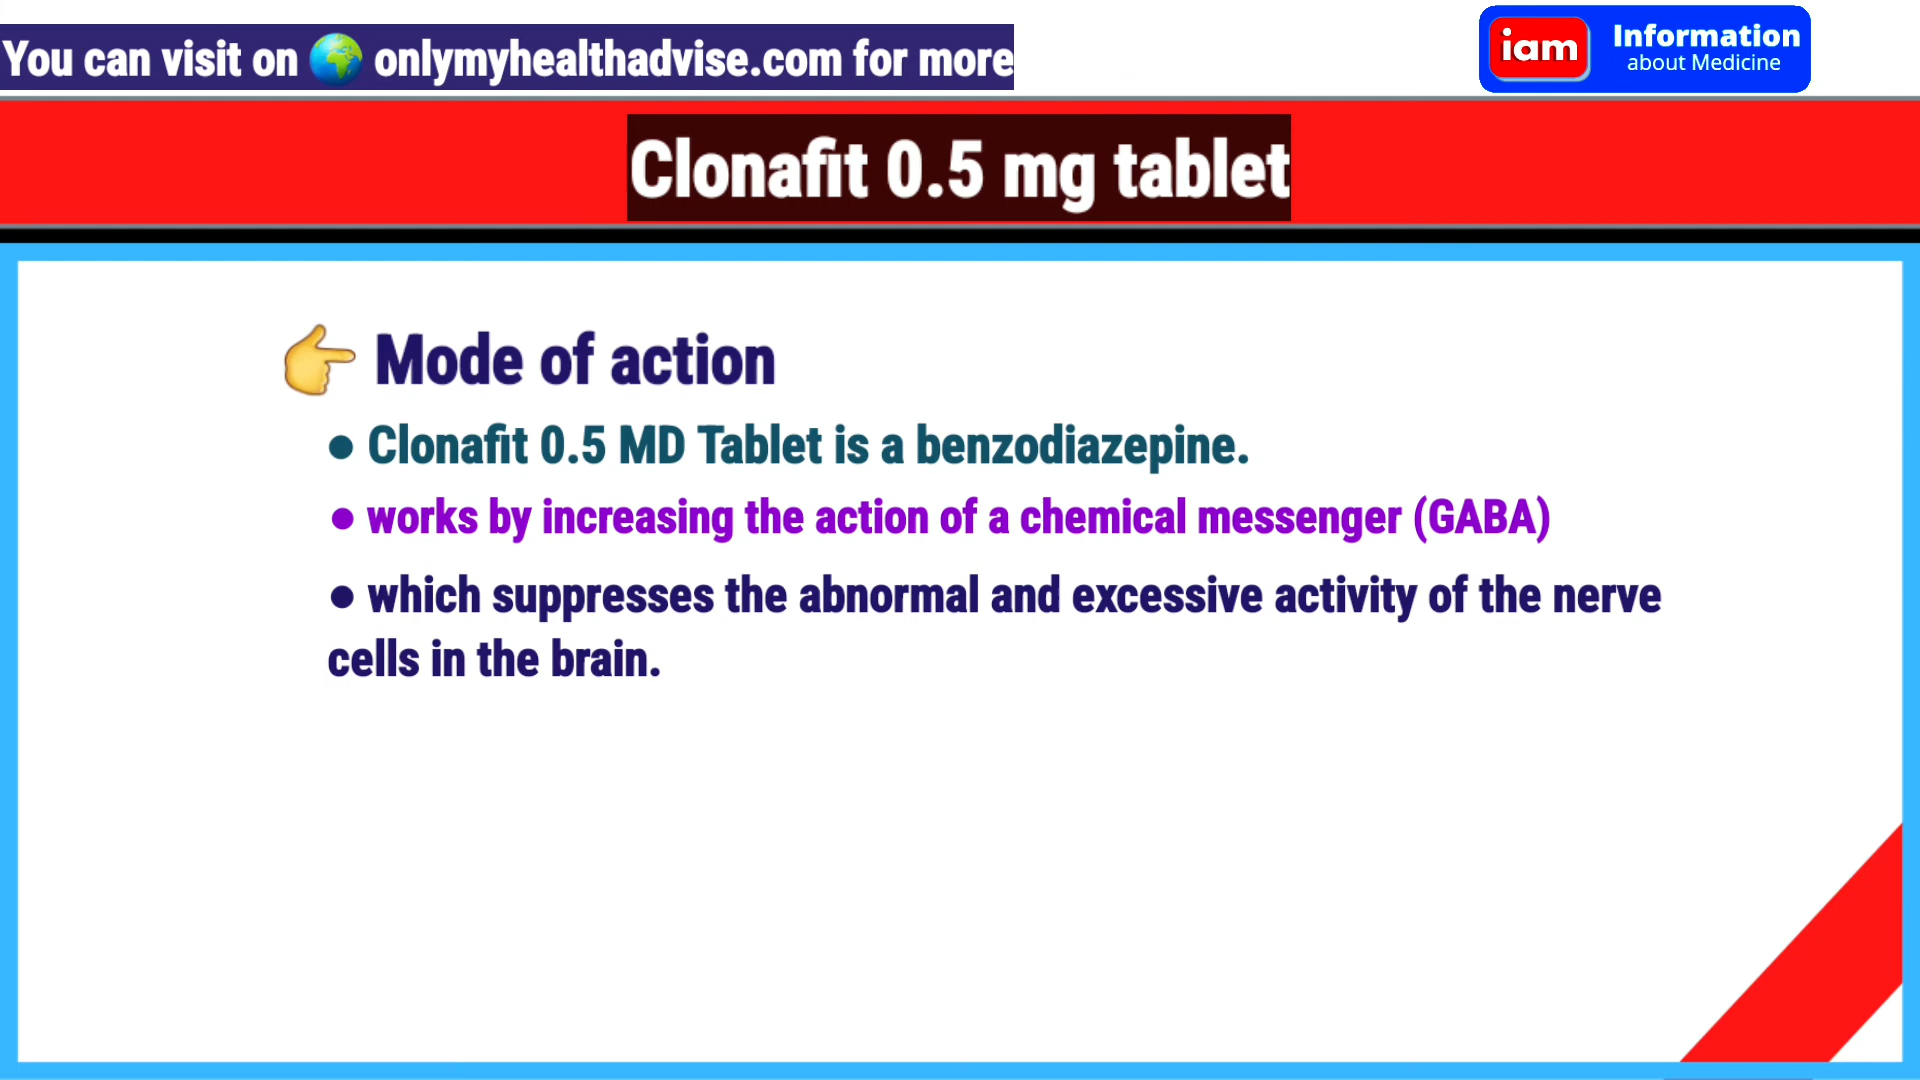 You can visit on 🌍 onlymyhealthadvise.com for more
iam
Information
about Medicine
Clonafit 0.5 mg tablet
👉 Mode of action
● Clonafit 0.5 MD Tablet is a benzodiazepine.
● works by increasing the action of a chemical messenger (GABA)
● which suppresses the abnormal and excessive activity of the nerve
cells in the brain.